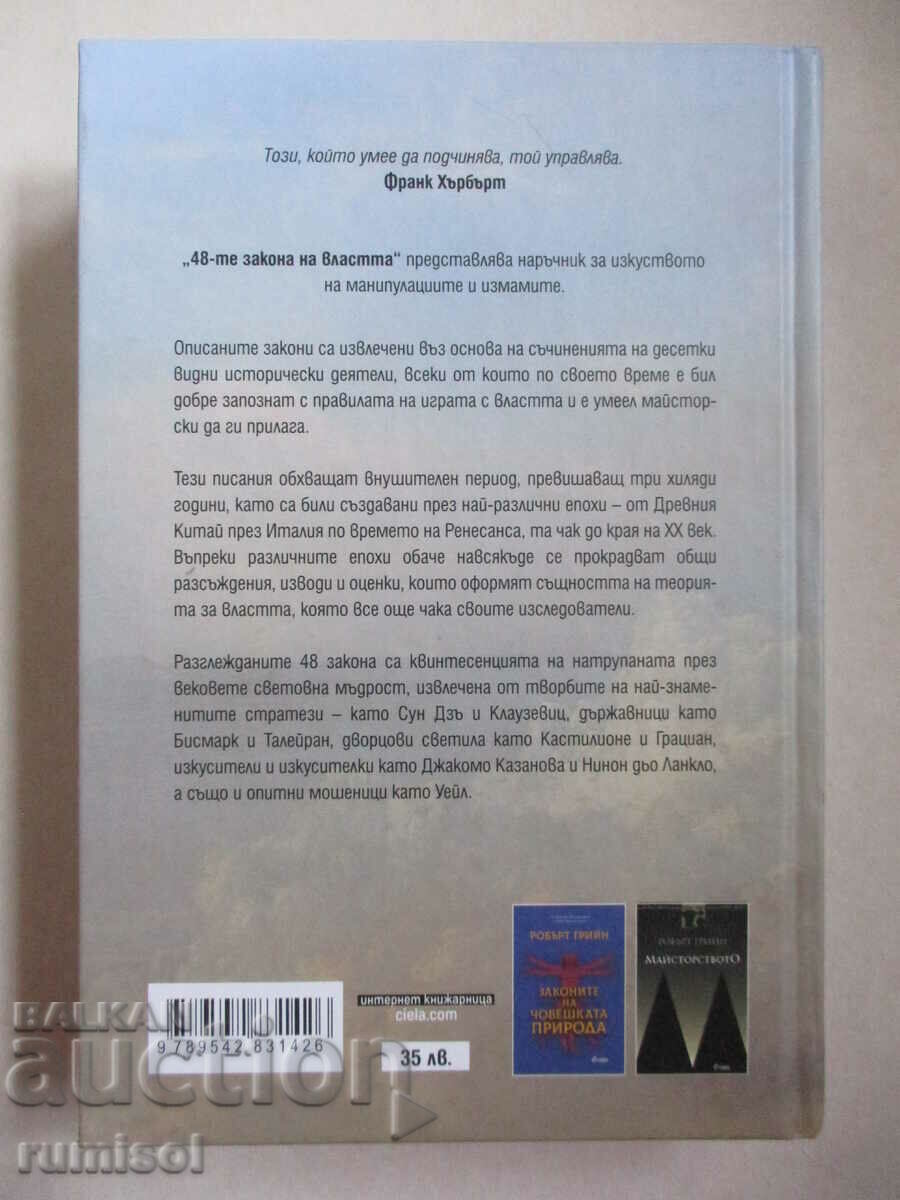 Този, който умее да подчинява, той управлява.
Франк Хърбърт
„48-те закона на властта“ представлява наръчник за изкуството
на манипулациите и измамите.
Описаните закони са извлечени въз основа на съчиненията на десетки
видни исторически деятели, всеки от които по своето време е бил
добре запознат с правилата на играта с властта и е умеел майстор-
ски да ги прилага.
Тези писания обхващат внушителен период, превишаващ три хиляди
години, като са били създавани през най-различни епохи – от Древния
Китай през Италия по времето на Ренесанса, та чак до края на XX век.
Въпреки различните епохи обаче навсякъде се прокрадват общи
разсъждения, изводи и оценки, които оформят същността на теория-
та за властта, която все още чака своите изследователи.
Разглежданите 48 закона са квинтесенцията на натрупаната през
вековете световна мъдрост, извлечена от творбите на най-знаме-
нитите стратези – като Сун Дзъ и Клаузевиц, държавници като
Бисмарк и Талейран, дворцови светила като Кастилионе и Грациан,
изкусители и изкусителки като Джакомо Казанова и Нинон дьо Ланкло,
а също и опитни мошеници като Уейл.
РОБЪРТ ГРИЙН
ЗАКОНИТЕ
НА
ЧОВЕШКАТА
ПРИРОДА
РОБЪРТ ГРИЙН
МАЙСТОРСТВОТО
интернет книжарница
ciela.com
35 лв.
9 789542 831426
BALKAN
auction
rumisol